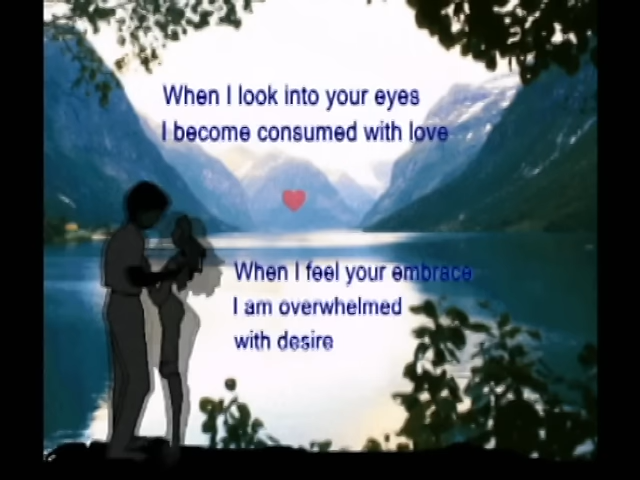 When I look into your eyes
I become consumed with love
When I feel your embrace
I am overwhelmed
with desire